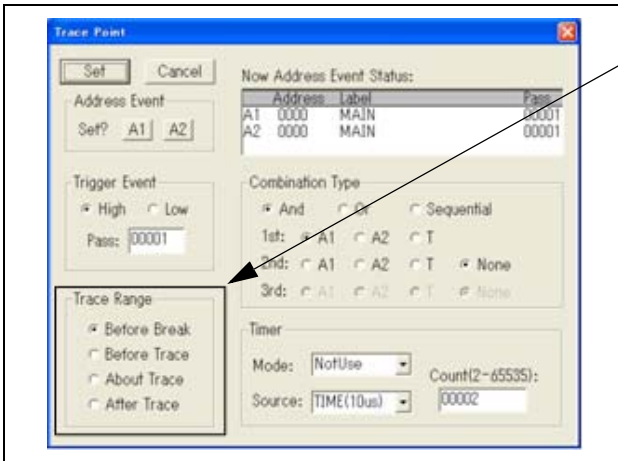 Trace Point
Set Cancel
Address Event
Set? A1 A2
Now Address Event Status:
Address Label Pass
A1 0000 MAIN 00001
A2 0000 MAIN 00001
Trigger Event
High Low
Pass: 00001
Combination Type
And Or Sequential
1st: A1 A2 T
2nd: A1 A2 T None
3rd: A1 A2 T None
Trace Range
Before Break
Before Trace
About Trace
After Trace
Timer
Mode: NotUse
Count(2-65535):
Source: TIME(10us) 00002